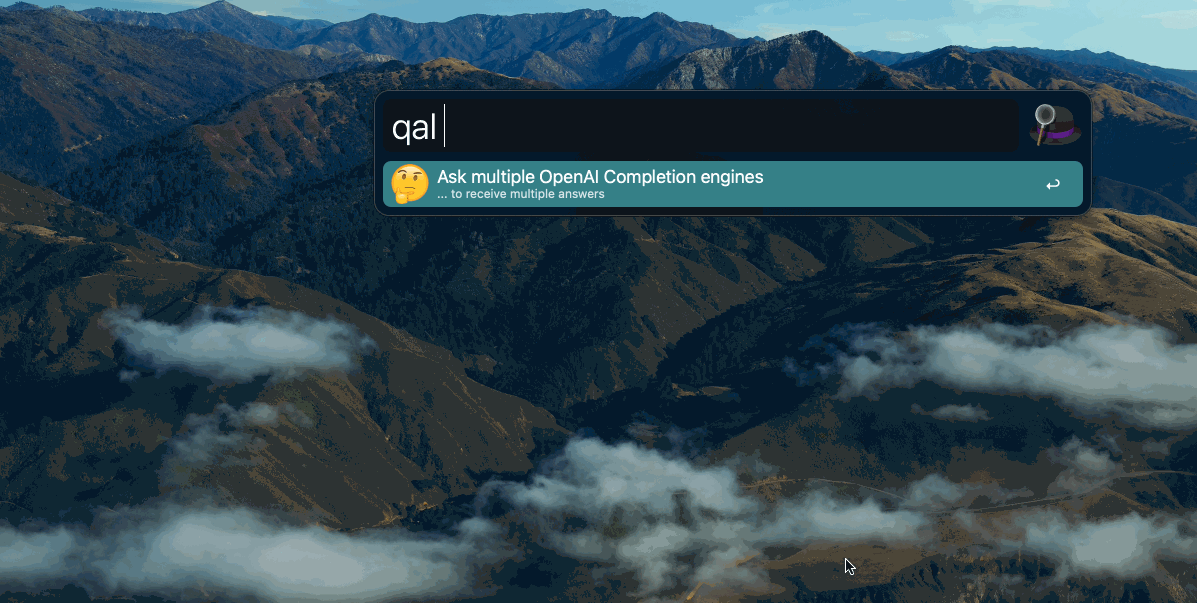 qal
Ask multiple OpenAI Completion engines
... to receive multiple answers